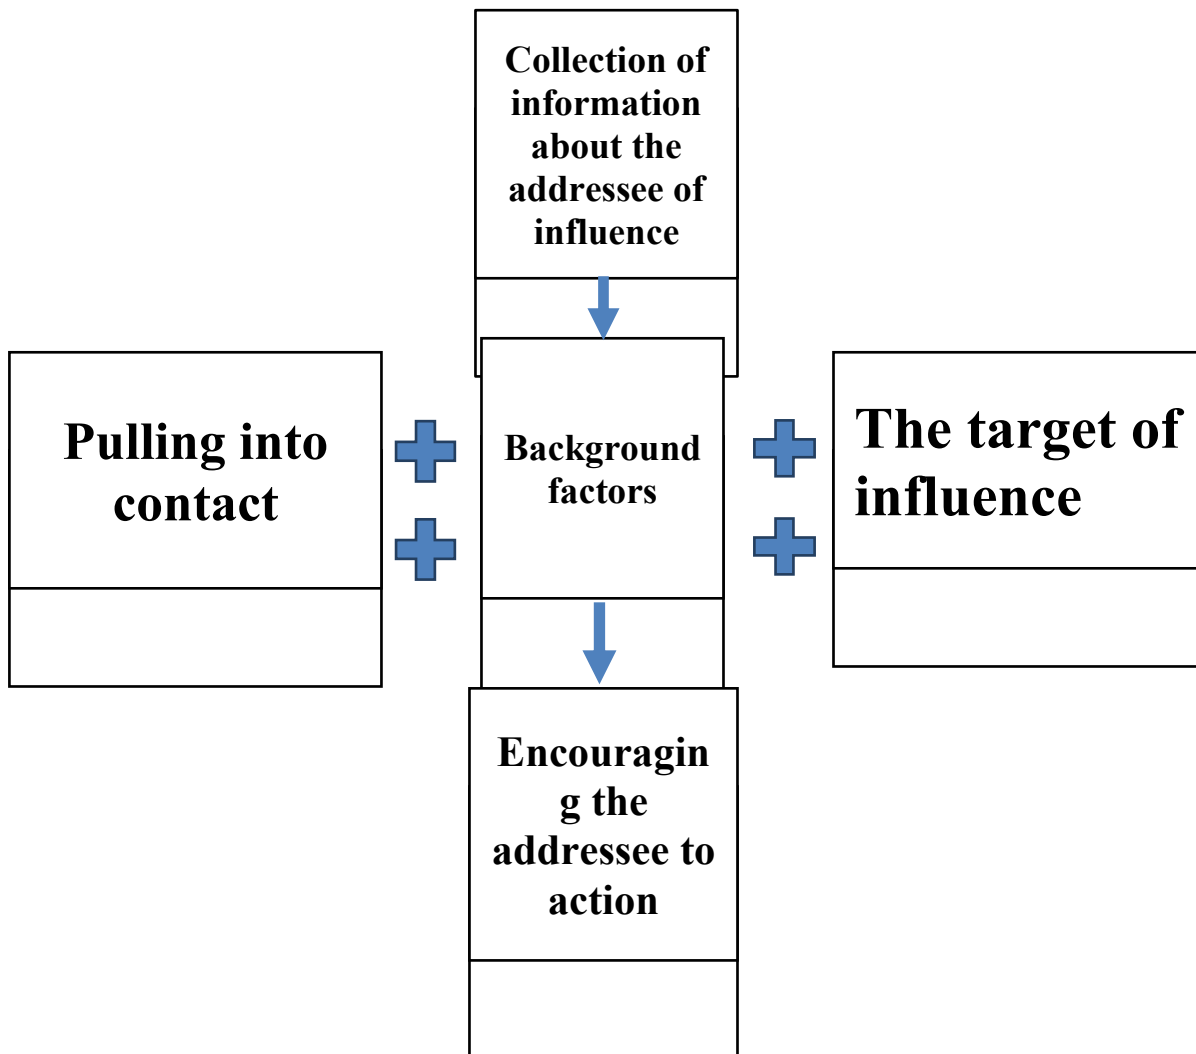 Collection of
information
about the
addressee of
influence
Pulling into
contact
Background
factors
The target of
influence
Encouragin
g the
addressee to
action